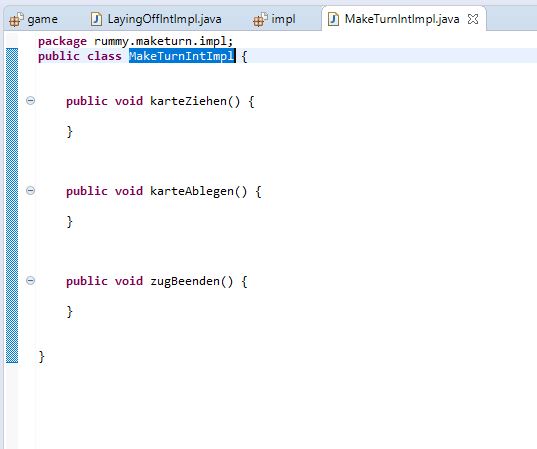 game LayingOffIntImpl.java impl MakeTurnIntImpl.java
package rummy.maketurn.impl;
public class MakeTurnIntImpl {
public void karteZiehen() {
}
public void karteAblegen() {
}
public void zugBeenden() {
}
}